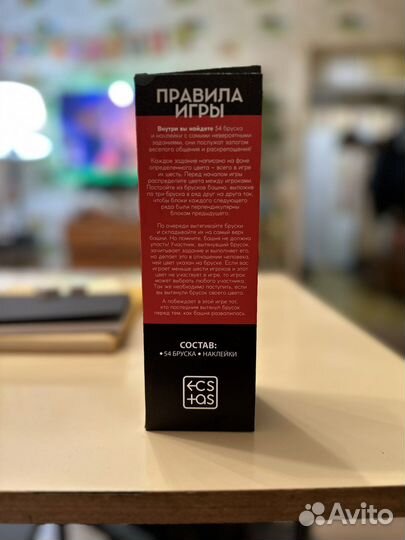 ПРАВИЛА
ИГРЫ
Внутри вы найдете 54 бруска
и наклейки с самыми невероятными
заданиями, они послужат залогом
веселого общения и раскрепощения!
Каждое задание написано на фоне
определенного цвета – всего в игре
их шесть. Перед началом игры
распределите цвета между игроками.
Постройте из брусков башню, выложив
по три бруска в ряд друг на друга так,
чтобы блоки каждого следующего
ряда были перпендикулярны
блокам предыдущего.
По очереди вытягивайте бруски
и складывайте их на самый верх
башни. Но помните, башня не должна
упасть! Участник, вытянувший брусок,
зачитывает задание и выполняет его,
но делает это в отношении человека,
чей цвет указан на бруске. Если вас
играет меньше шести игроков и этот
цвет не участвует в игре, то игрок
может выбрать любого участника.
Так же необходимо поступить, если
вы вытянули брусок своего цвета.
А побеждает в этой игре тот,
кто последним вытянул брусок
перед тем, как башня развалилась.
СОСТАВ:
• 54 БРУСКА • НАКЛЕЙКИ
ECS
TAS
Avito